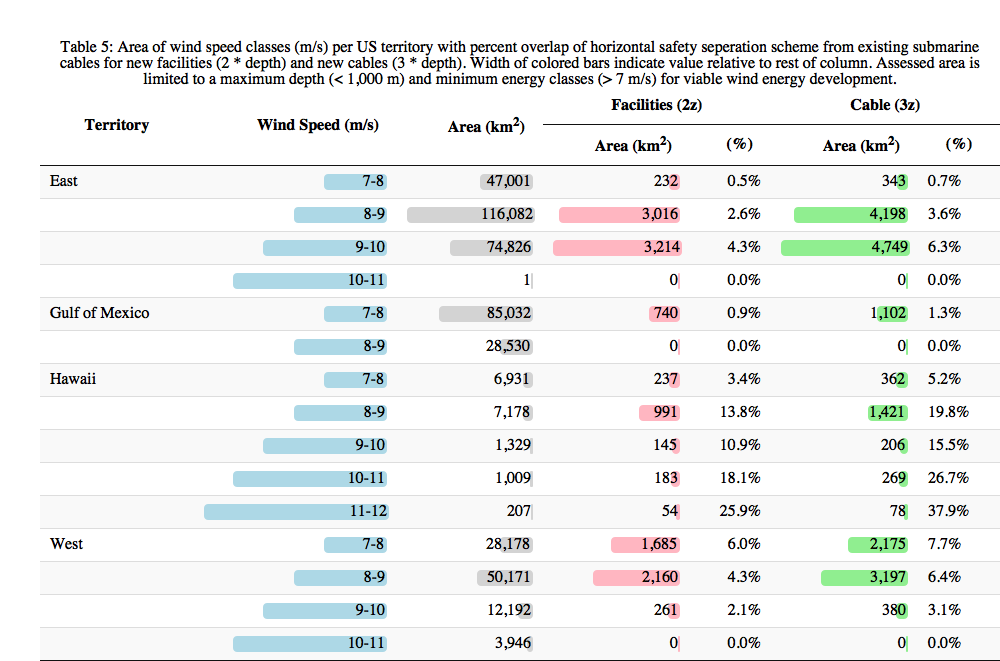 Table 5: Area of wind speed classes (m/s) per US territory with percent overlap of horizontal safety seperation scheme from existing submarine
cables for new facilities (2 * depth) and new cables (3 * depth). Width of colored bars indicate value relative to rest of column. Assessed area is
limited to a maximum depth (< 1,000 m) and minimum energy classes (> 7 m/s) for viable wind energy development.
Facilities (2z) Cable (3z)
Territory Wind Speed (m/s) Area (km²)
Area (km²) (%) Area (km²) (%)
East 7-8 47,001 232 0.5% 343 0.7%
8-9 116,082 3,016 2.6% 4,198 3.6%
9-10 74,826 3,214 4.3% 4,749 6.3%
10-11 1 0 0.0% 0 0.0%
Gulf of Mexico 7-8 85,032 740 0.9% 1,102 1.3%
8-9 28,530 0 0.0% 0 0.0%
Hawaii 7-8 6,931 237 3.4% 362 5.2%
8-9 7,178 991 13.8% 1,421 19.8%
9-10 1,329 145 10.9% 206 15.5%
10-11 1,009 183 18.1% 269 26.7%
11-12 207 54 25.9% 78 37.9%
West 7-8 28,178 1,685 6.0% 2,175 7.7%
8-9 50,171 2,160 4.3% 3,197 6.4%
9-10 12,192 261 2.1% 380 3.1%
10-11 3,946 0 0.0% 0 0.0%